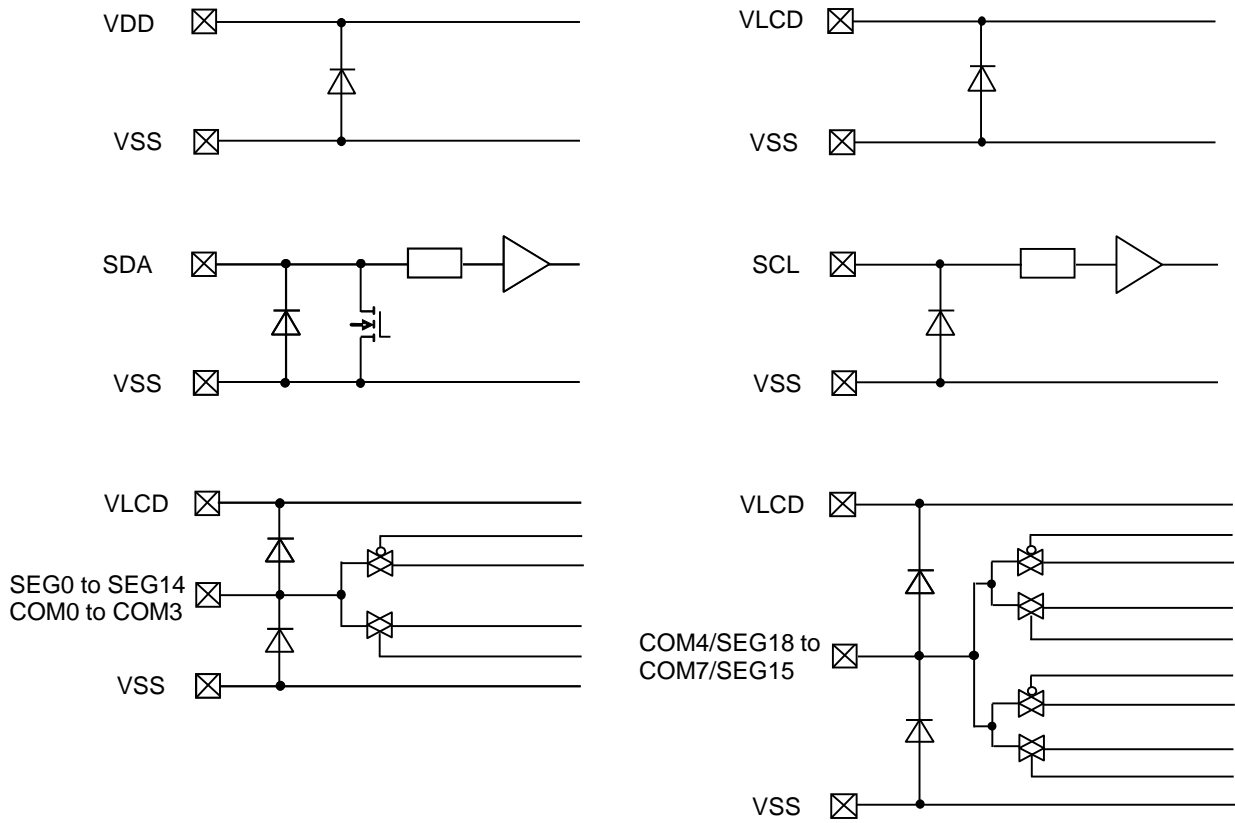 VDD
VSS
VLCD
VSS
SDA
VSS
SCL
VSS
VLCD
SEG0 to SEG14
COM0 to COM3
VSS
VLCD
COM4/SEG18 to
COM7/SEG15
VSS